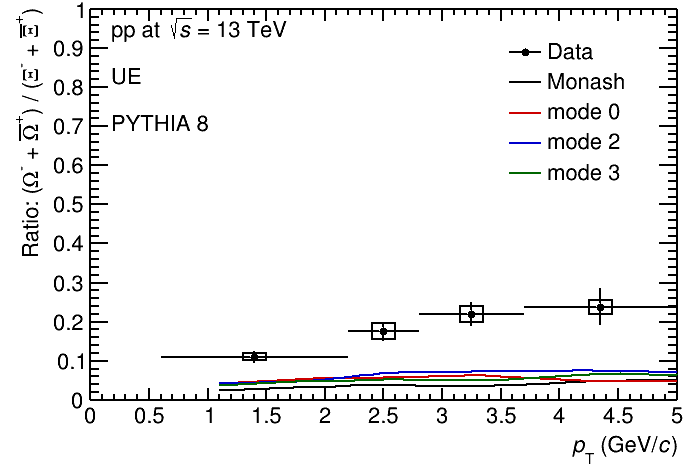 Ratio: (Ω⁻ + Ω̅⁺) / (Ξ⁻ + Ξ̅⁺)
1
0.9
0.8
0.7
0.6
0.5
0.4
0.3
0.2
0.1
0
pp at √s = 13 TeV
UE
PYTHIA 8
Data
Monash
mode 0
mode 2
mode 3
0 0.5 1 1.5 2 2.5 3 3.5 4 4.5 5
p_T (GeV/c)